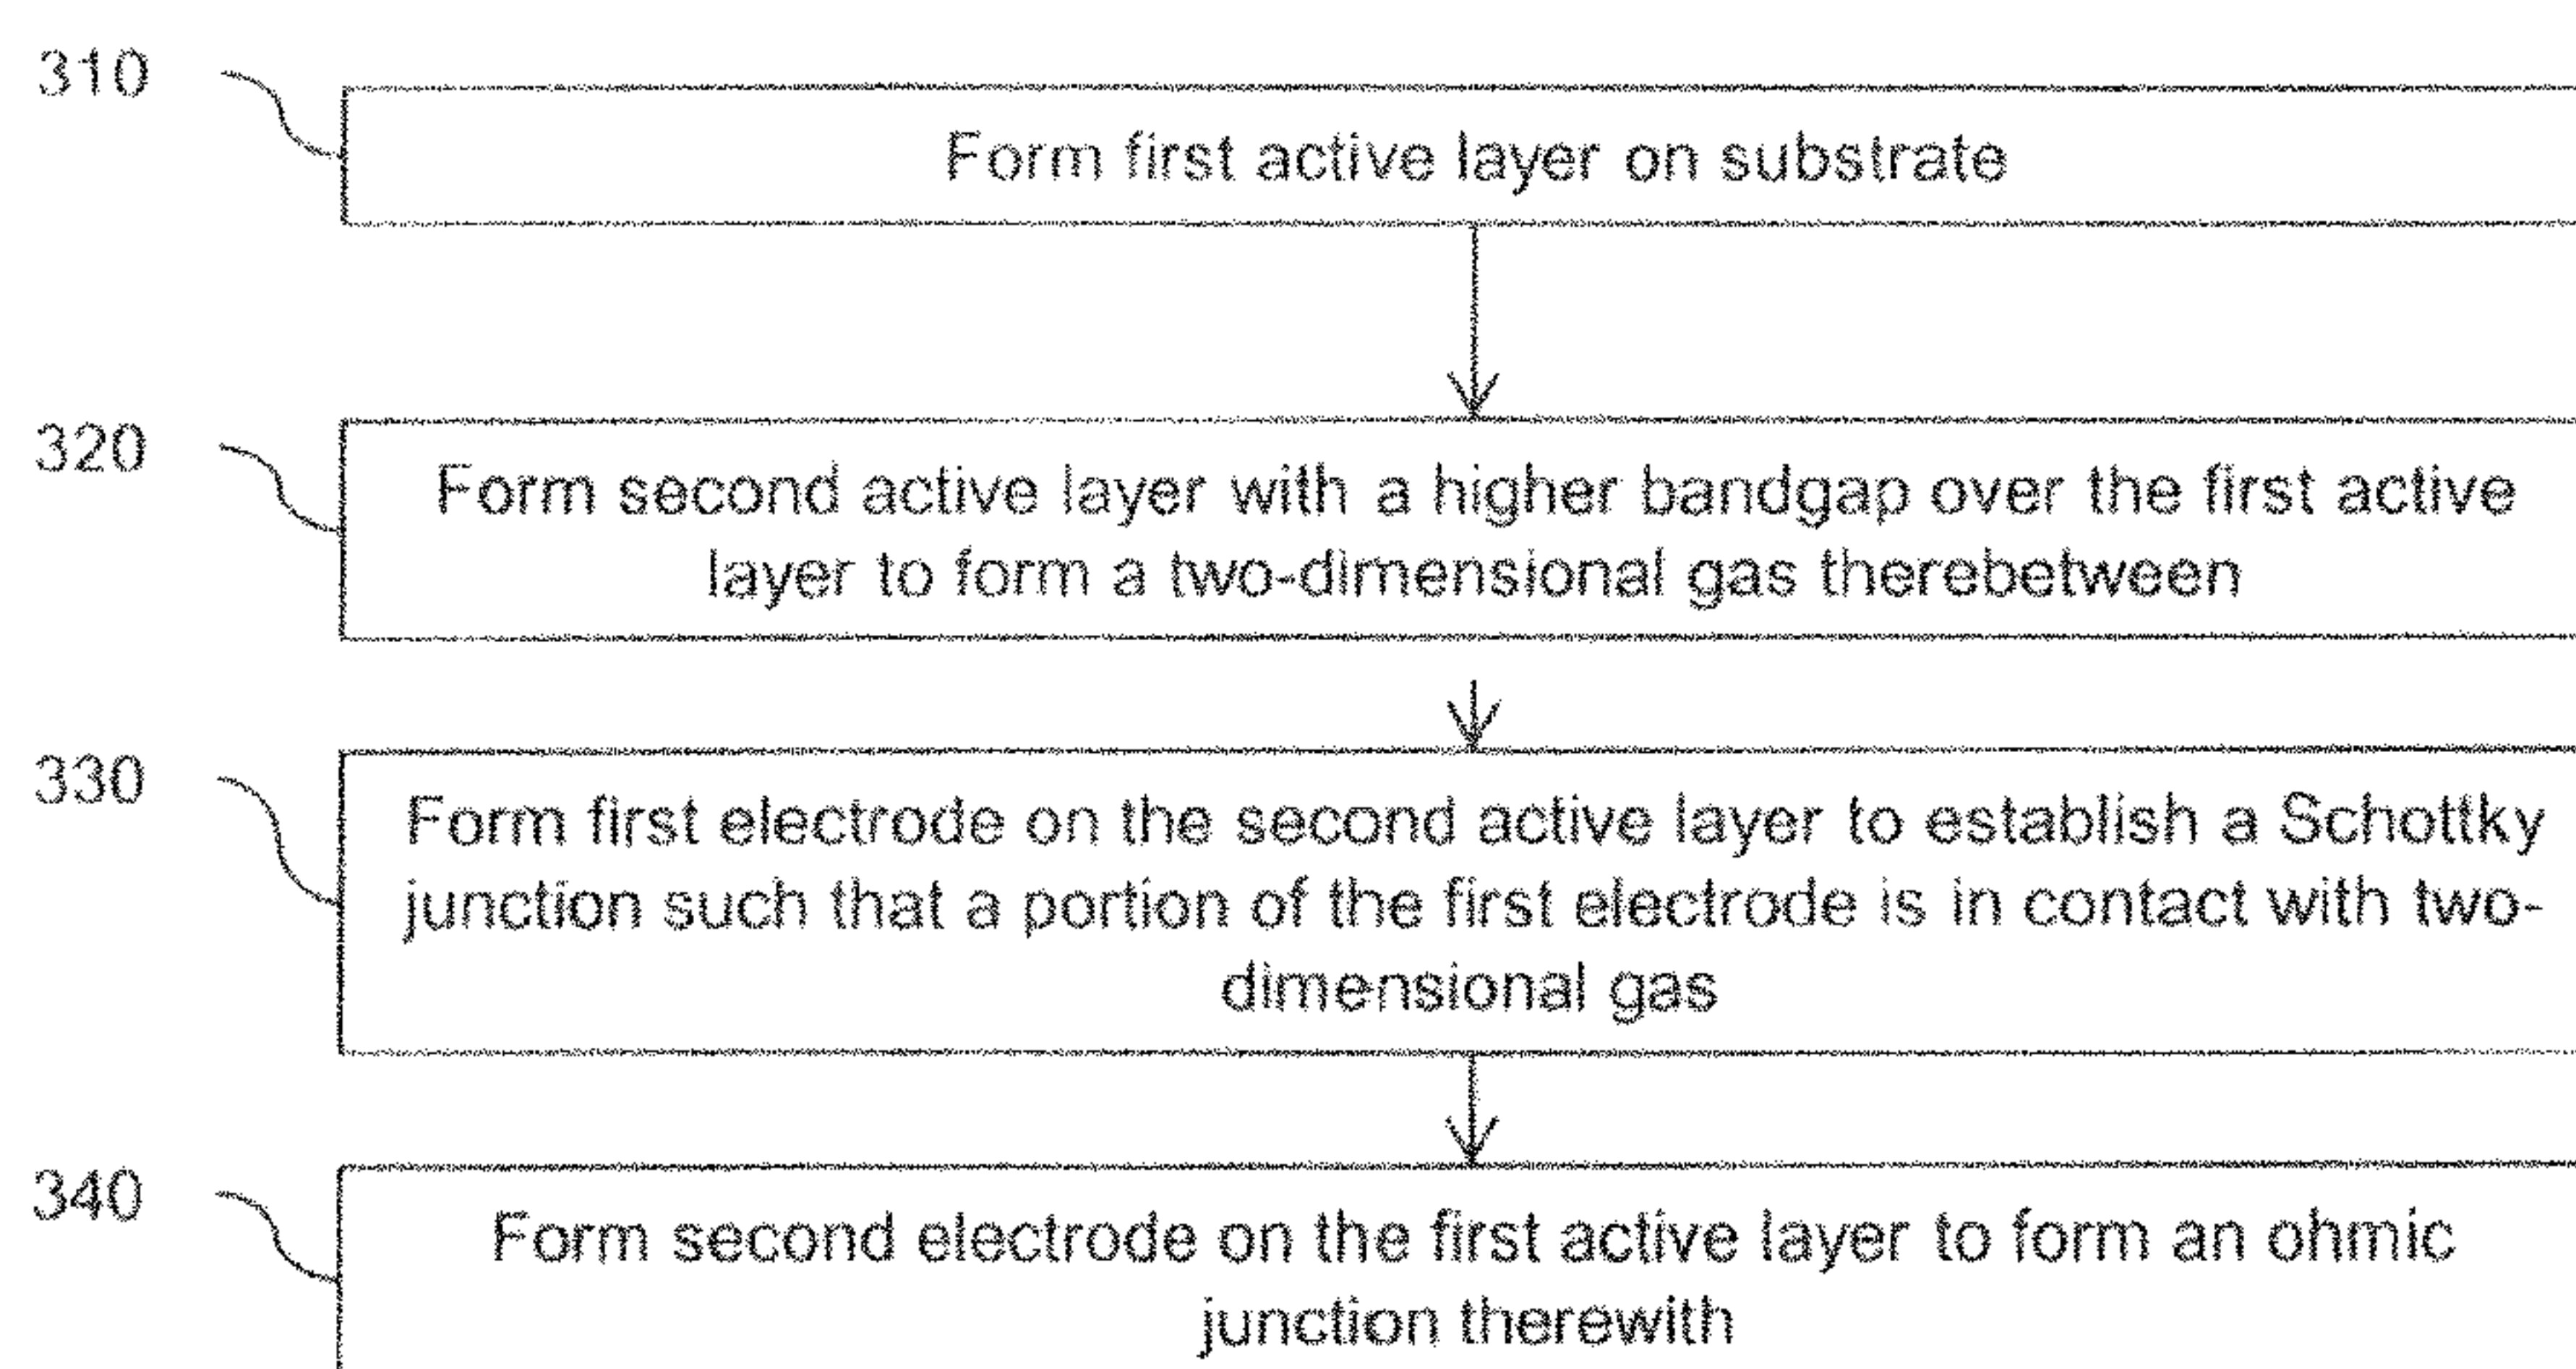 310
Form first active layer on substrate
320
Form second active layer with a higher bandgap over the first active
layer to form a two-dimensional gas therebetween
330
Form first electrode on the second active layer to establish a Schottky
junction such that a portion of the first electrode is in contact with two-
dimensional gas
340
Form second electrode on the first active layer to form an ohmic
junction therewith